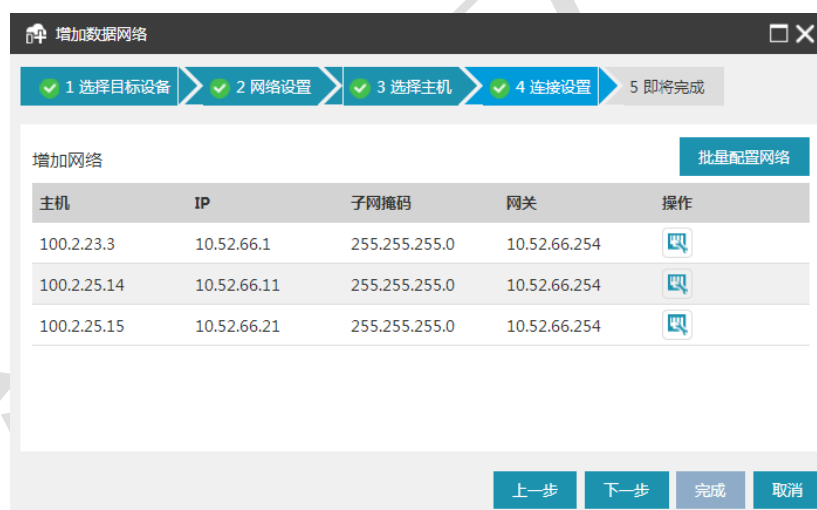 增加数据网络
1 选择目标设备 2 网络设置 3 选择主机 4 连接设置 5 即将完成
增加网络 批量配置网络
主机 IP 子网掩码 网关 操作
100.2.23.3 10.52.66.1 255.255.255.0 10.52.66.254
100.2.25.14 10.52.66.11 255.255.255.0 10.52.66.254
100.2.25.15 10.52.66.21 255.255.255.0 10.52.66.254
上一步 下一步 完成 取消